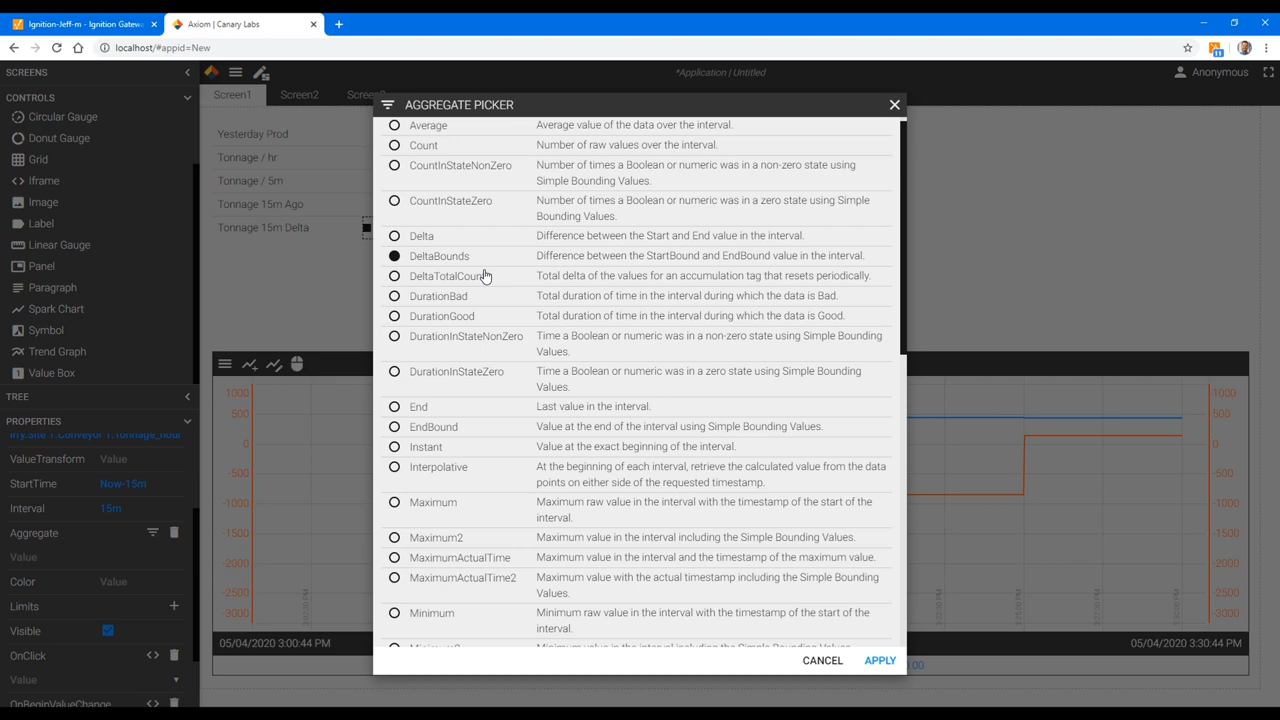 Ignition-Jeff-m - Ignition Gatewa
Axiom | Canary Labs
localhost/#appid=New
11
SCREENS
*Application | Untitled
Anonymous
CONTROLS
Circular Gauge
Donut Gauge
Grid
Iframe
Image
Label
Linear Gauge
Panel
Paragraph
Spark Chart
Symbol
Trend Graph
Value Box
TREE
PROPERTIES
ValueTransform Value
StartTime Now-15m
Interval 15m
Aggregate
Value
Color Value
Limits
Visible
OnClick
Value
OnBeginValueChange
Screen1 Screen2
Yesterday Prod
Tonnage / hr
Tonnage / 5m
Tonnage 15m Ago
Tonnage 15m Delta
AGGREGATE PICKER
Average Average value of the data over the interval.
Count Number of raw values over the interval.
CountInStateNonZero Number of times a Boolean or numeric was in a non-zero state using
Simple Bounding Values.
CountInStateZero Number of times a Boolean or numeric was in a zero state using Simple
Bounding Values.
Delta Difference between the Start and End value in the interval.
DeltaBounds Difference between the StartBound and EndBound value in the interval.
DeltaTotalCount Total delta of the values for an accumulation tag that resets periodically.
DurationBad Total duration of time in the interval during which the data is Bad.
DurationGood Total duration of time in the interval during which the data is Good.
DurationInStateNonZero Time a Boolean or numeric was in a non-zero state using Simple Bounding
Values.
DurationInStateZero Time a Boolean or numeric was in a zero state using Simple Bounding
Values.
End Last value in the interval.
EndBound Value at the end of the interval using Simple Bounding Values.
Instant Value at the exact beginning of the interval.
Interpolative At the beginning of each interval, retrieve the calculated value from the data
points on either side of the requested timestamp.
Maximum Maximum raw value in the interval with the timestamp of the start of the
interval.
Maximum2 Maximum value in the interval including the Simple Bounding Values.
MaximumActualTime Maximum value in the interval and the timestamp of the maximum value.
MaximumActualTime2 Maximum value with the actual timestamp including the Simple Bounding
Values.
Minimum Minimum raw value in the interval with the timestamp of the start of the
interval.
CANCEL APPLY
1000
500
0
-500
-1000
-1500
-2000
-2500
-3000
1000
500
0
-500
-1000
-1500
-2000
-2500
-3000
05/04/2020 3:00:44 PM
05/04/2020 3:30:44 PM